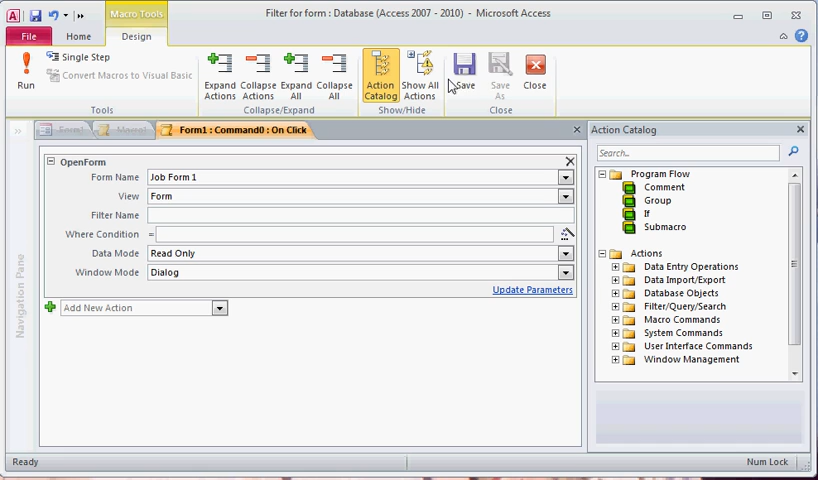 Macro Tools
Filter for form : Database (Access 2007 - 2010) - Microsoft Access
A
File
Home
Design
Run
Single Step
Convert Macros to Visual Basic
Tools
Expand Actions
Collapse Actions
Expand All
Collapse All
Collapse/Expand
Action Catalog
Show All Actions
Show/Hide
Save
Save As
Close
Close
Form1
Macro1
Form1 : Command0 : On Click
OpenForm
Form Name Job Form 1
View Form
Filter Name
Where Condition =
Data Mode Read Only
Window Mode Dialog
Update Parameters
Add New Action
Navigation Pane
Action Catalog
Search...
Program Flow
Comment
Group
If
Submacro
Actions
Data Entry Operations
Data Import/Export
Database Objects
Filter/Query/Search
Macro Commands
System Commands
User Interface Commands
Window Management
Ready
Num Lock